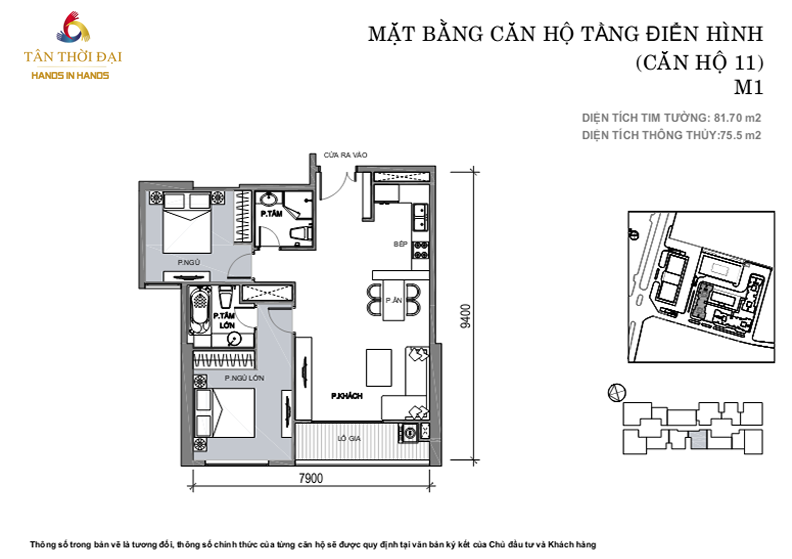 TÂN THỜI ĐẠI
HANDS IN HANDS
MẶT BẰNG CĂN HỘ TẦNG ĐIỂN HÌNH
(CĂN HỘ 11)
M1
DIỆN TÍCH TIM TƯỜNG: 81.70 m2
DIỆN TÍCH THÔNG THỦY:75.5 m2
CỬA RA VÀO
P.TẮM
BẾP
P.NGỦ
P.ĂN
P.TẮM
LỚN
9400
P.NGỦ LỚN
P.KHÁCH
LÔ GIA
7900
Thông số trong bản vẽ là tương đối, thông số chính thức của từng căn hộ sẽ được quy định tại văn bản ký kết của Chủ đầu tư và Khách hàng